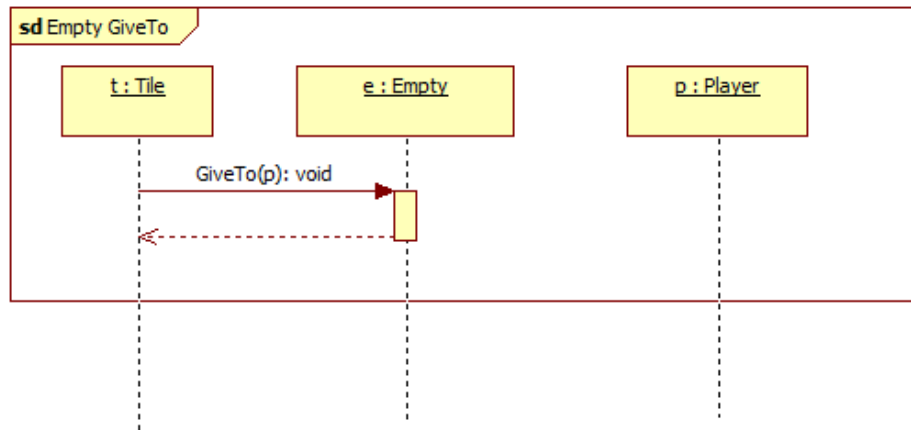 sd Empty GiveTo
t : Tile
e : Empty
p : Player
GiveTo(p): void